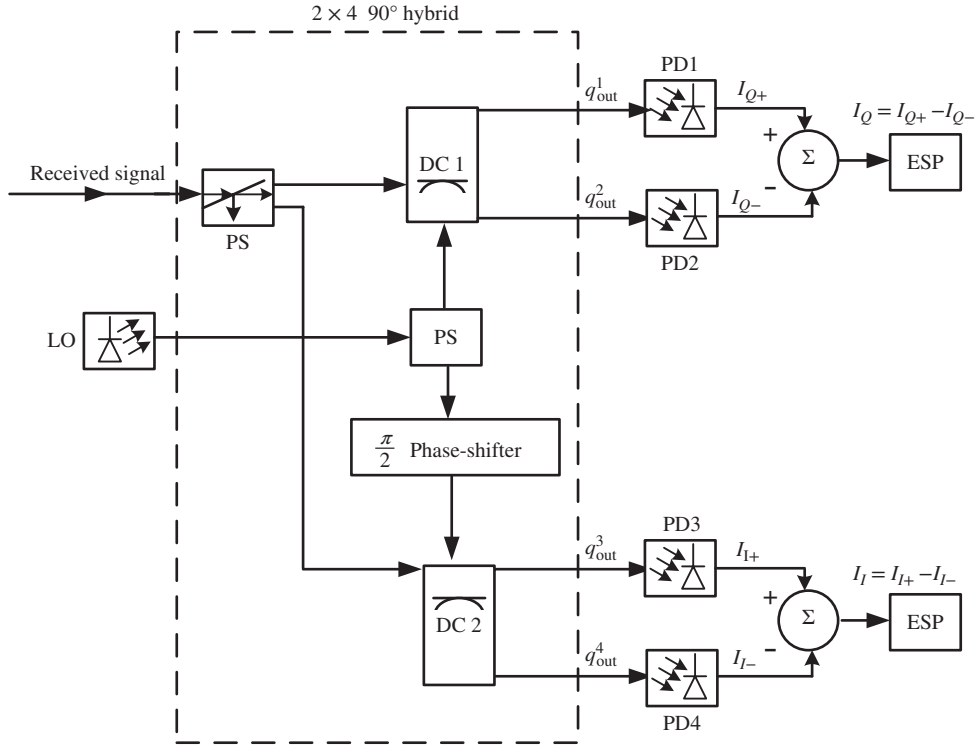 2 × 4 90° hybrid
PD1
q¹out
I_Q+
I_Q = I_Q+ − I_Q−
+
Received signal
DC 1
Σ
ESP
q²out
I_Q−
−
PS
PD2
LO
PS
π/2 Phase-shifter
PD3
q³out
I_I+
I_I = I_I+ − I_I−
+
DC 2
Σ
ESP
q⁴out
I_I−
−
PD4